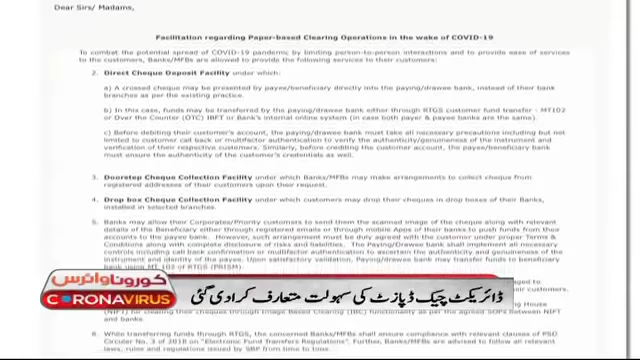 Dear Sirs/ Madams,
Facilitation regarding Paper-based Clearing Operations in the wake of COVID-19
To combat the potential spread of COVID-19 pandemic by limiting person-to-person interactions and to provide ease of services
to the customers, Banks/MFBs are allowed to provide the following services to their customers:
2. Direct Cheque Deposit Facility under which:
a) A crossed cheque may be presented by payee/beneficiary directly into the paying/drawee bank, instead of their bank
branches as per the existing practice.
b) In this case, funds may be transferred by the paying/drawee bank either through RTGS customer fund transfer - MT102
or Over the Counter (OTC) IBFT or Bank's internal online system (in case both payer & payee banks are the same).
c) Before debiting their customer's account, the paying/drawee bank must take all necessary precautions including but not
limited to customer call back or multifactor authentication to verify the authenticity/genuineness of the instrument and
verification of their respective customers. Similarly, before crediting the customer account, the payee/beneficiary bank
must ensure the authenticity of the customer's credentials as well.
3. Doorstep Cheque Collection Facility under which Banks/MFBs may make arrangements to collect cheque from
registered addresses of their customers upon their request.
4. Drop box Cheque Collection Facility under which customers may drop their cheques in drop boxes of their Banks,
installed in selected branches.
5. Banks may allow their Corporates/Priority customers to send them the scanned image of the cheque along with relevant
details of the Beneficiary either through registered emails or through mobile Apps of their banks to push funds from their
accounts to the payee bank. However, such arrangement must be duly agreed with the customer under proper Terms &
Conditions along with complete disclosure of risks and liabilities. The Paying/Drawee bank shall implement all necessary
controls including call back confirmation or multifactor authentication to ascertain the authenticity and genuineness of the
instrument and identity of the payee. Upon satisfactory validation, Paying/drawee bank may transfer funds to beneficiary
bank using MT 102 of RTGS (PRISM).
کورونا وائرس
CORONAVIRUS
ڈائریکٹ چیک ڈپازٹ کی سہولت متعارف کرادی گئی
(NIFT) for clearing their cheques through Image Based Clearing (IBC) functionality as per the agreed SOPs between NIFT
and banks.
8. While transferring funds through RTGS, the concerned Banks/MFBs shall ensure compliance with relevant clauses of PSD
Circular No. 3 of 2018 on "Electronic Fund Transfers Regulations". Further, Banks/MFBs are advised to follow all relevant
laws, rules and regulations issued by SBP from time to time.